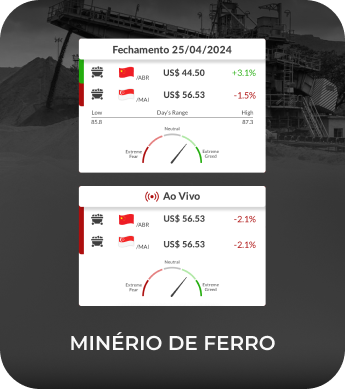 Fechamento 25/04/2024
/ABR US$ 44.50 +3.1%
/MAI US$ 56.53 -1.5%
Low Day's Range High
85.8 87.3
Neutral
Extreme Fear
Extreme Greed
Ao Vivo
/ABR US$ 56.53 -2.1%
/MAI US$ 56.53 -2.1%
Neutral
Extreme Fear
Extreme Greed
MINÉRIO DE FERRO